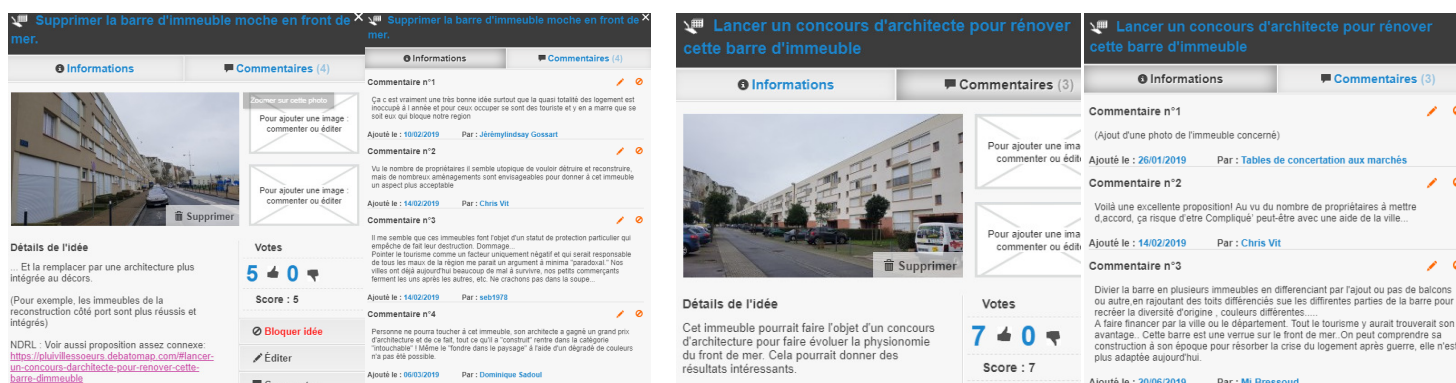 Supprimer la barre d'immeuble moche en front de
mer.
Informations
Commentaires (4)
Zoomer sur cette photo
Pour ajouter une image :
commenter ou éditer
Pour ajouter une image :
commenter ou éditer
Supprimer
Détails de l'idée
... Et la remplacer par une architecture plus
intégrée au décors.
(Pour exemple, les immeubles de la
reconstruction côté port sont plus réussis et
intégrés)
NDRL : Voir aussi proposition assez connexe:
https://pluivillessoeurs.debatomap.com/#lancer-
un-concours-darchitecte-pour-renover-cette-
barre-dimmeuble
Votes
5 0
Score : 5
Bloquer idée
Éditer
Supprimer la barre d'immeuble moche en front de
mer.
Informations
Commentaires (4)
Commentaire n°1
Ça c est vraiment une très bonne idée surtout que la quasi totalité des logement est
inoccupé à l année et pour ceux occuper se sont des touriste et y en a marre que se
soit eux qui bloque notre region
Ajouté le : 10/02/2019 Par : Jérémylindsay Gossart
Commentaire n°2
Vu le nombre de propriétaires il semble utopique de vouloir détruire et reconstruire,
mais de nombreux aménagements sont envisageables pour donner à cet immeuble
un aspect plus acceptable
Ajouté le : 14/02/2019 Par : Chris Vit
Commentaire n°3
Il me semble que ces immeubles font l'objet d'un statut de protection particulier qui
empêche de fait leur destruction. Dommage...
Pointer le tourisme comme un facteur uniquement négatif et qui serait responsable
de tous les maux de la région me parait un argument à minima "paradoxal." Nos
villes ont déjà aujourd'hui beaucoup de mal à survivre, nos petits commerçants
ferment les uns après les autres, etc. Ne crachons pas dans la soupe...
Ajouté le : 14/02/2019 Par : seb1978
Commentaire n°4
Personne ne pourra toucher à cet immeuble, son architecte a gagné un grand prix
d'architecture et de ce fait, tout ce qu'il a "construit" rentre dans la catégorie
"intouchable" ! Même le "fondre dans le paysage" à l'aide d'un dégradé de couleurs
n'a pas été possible.
Ajouté le : 06/03/2019 Par : Dominique Sadoul
Lancer un concours d'architecte pour rénover
cette barre d'immeuble
Informations
Commentaires (3)
Pour ajouter une ima
commenter ou édit
Pour ajouter une ima
commenter ou édit
Supprimer
Détails de l'idée
Cet immeuble pourrait faire l'objet d'un concours
d'architecture pour faire évoluer la physionomie
du front de mer. Cela pourrait donner des
résultats intéressants.
Votes
7 0
Score : 7
Lancer un concours d'architecte pour rénover
cette barre d'immeuble
Informations
Commentaires (3)
Commentaire n°1
(Ajout d'une photo de l'immeuble concerné)
Ajouté le : 26/01/2019 Par : Tables de concertation aux marchés
Commentaire n°2
Voilà une excellente proposition! Au vu du nombre de propriétaires à mettre
d,accord, ça risque d'etre Compliqué' peut-être avec une aide de la ville...
Ajouté le : 14/02/2019 Par : Chris Vit
Commentaire n°3
Divier la barre en plusieurs immeubles en differenciant par l'ajout ou pas de balcons
ou autre,en rajoutant des toits différenciés sue les diffirentes parties de la barre pour
recréer la diversité d'origine , couleurs différentes.....
A faire financer par la ville ou le département. Tout le tourisme y aurait trouverait son
avantage.. Cette barre est une verrue sur le front de mer..On peut comprendre sa
construction à son époque pour résorber la crise du logement après guerre, elle n'est
plus adaptée aujourd'hui.
Ajouté le : 20/06/2019 Par : Mi Bressoud